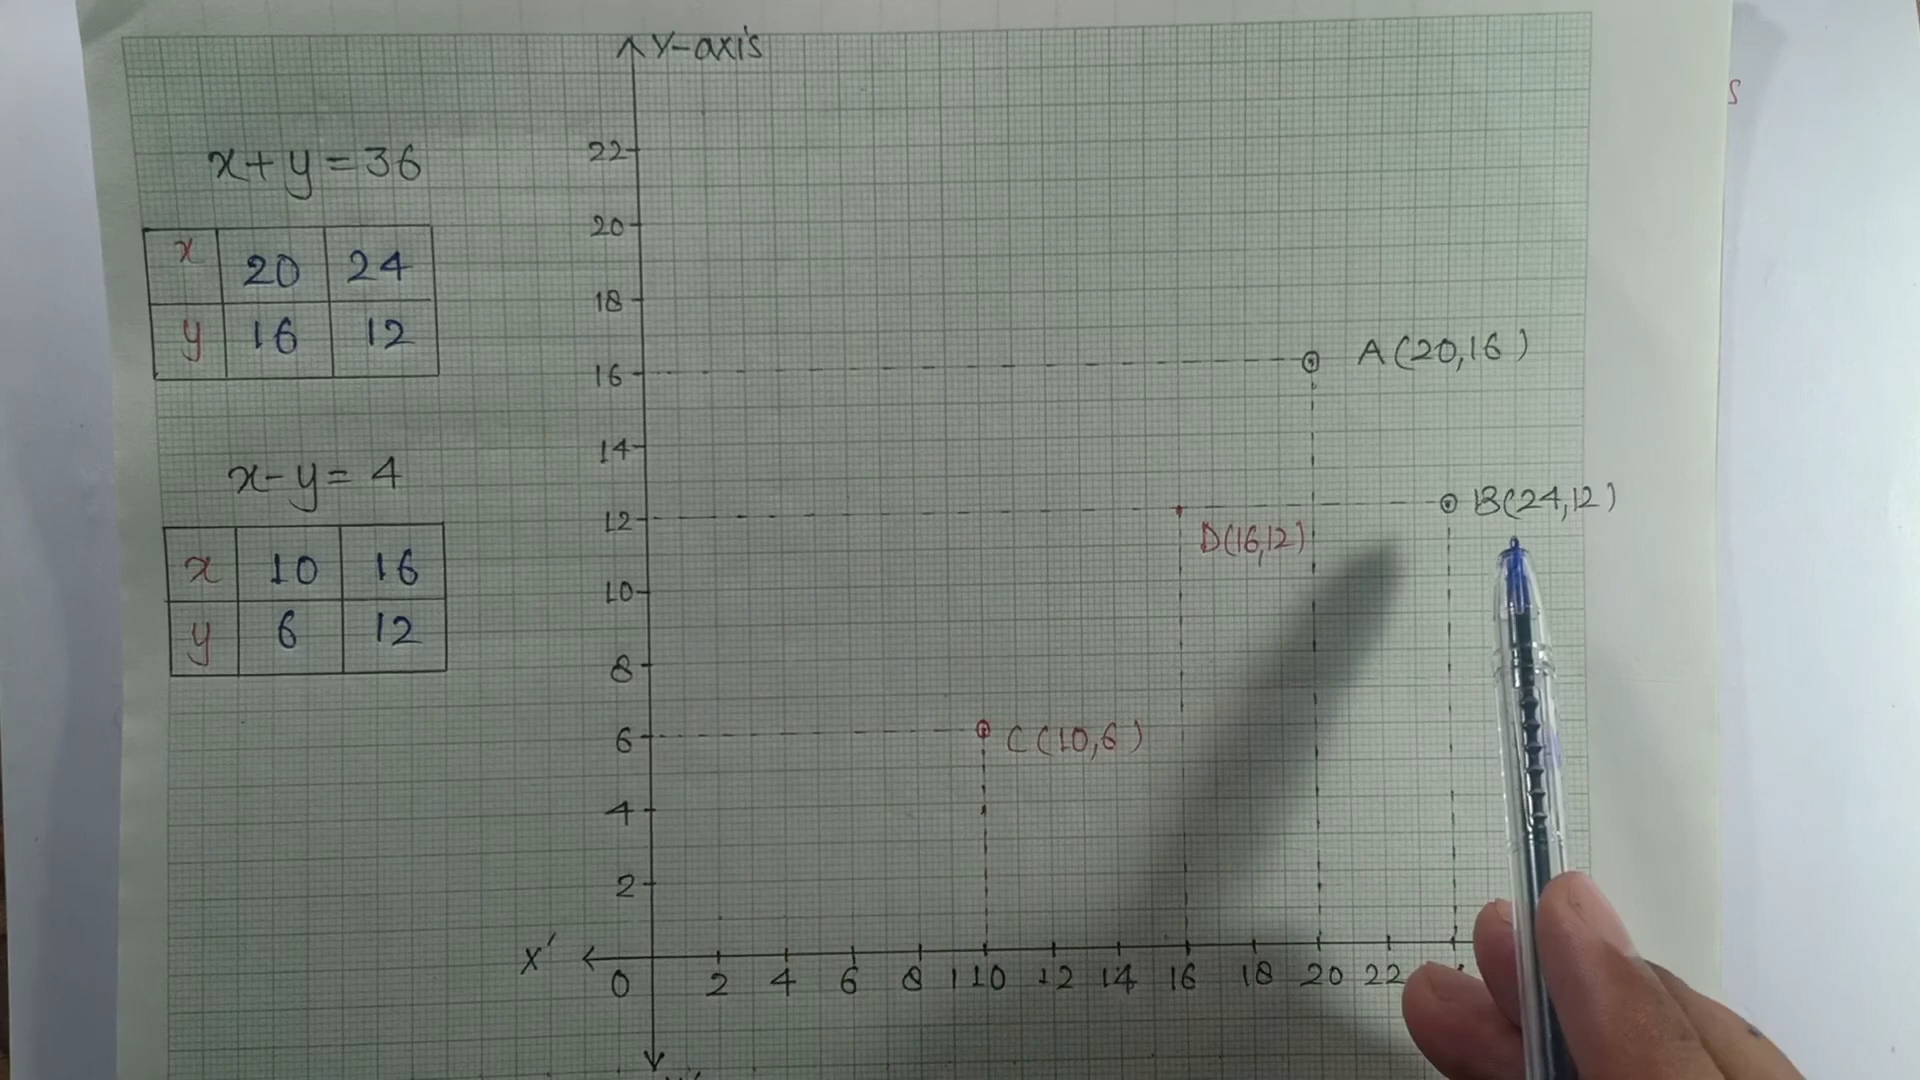 Y-axis
x+y=36
x 20 24
y 16 12
x-y=4
x 10 16
y 6 12
22
20
18
16
14
12
10
8
6
4
2
A(20,16)
B(24,12)
D(16,12)
C(10,6)
X'
0 2 4 6 8 10 12 14 16 18 20 22
s